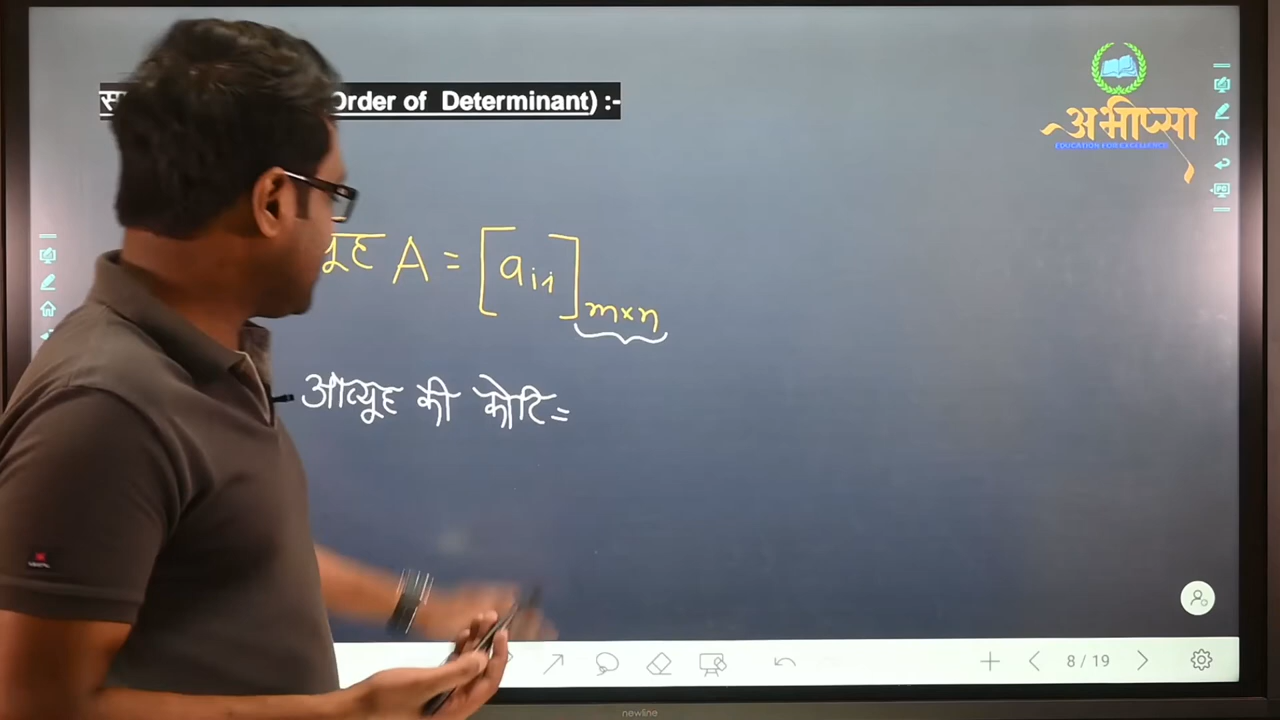 Order of Determinant) :-
अभीप्सा
EDUCATION FOR EXCELLENCE
A = [aij]m×n
आव्यूह की कोटि=
8 / 19
newline